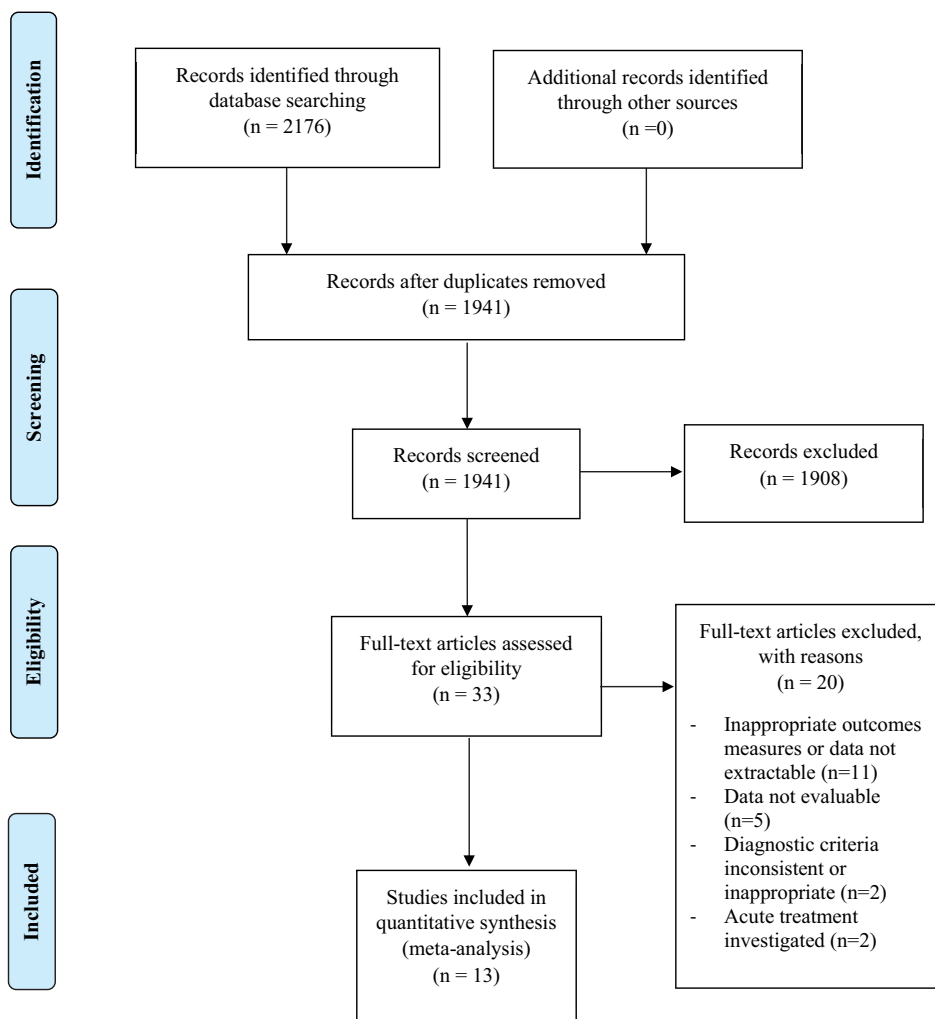 Identification
Records identified through
database searching
(n = 2176)
Additional records identified
through other sources
(n =0)
Records after duplicates removed
(n = 1941)
Screening
Records screened
(n = 1941)
Records excluded
(n = 1908)
Eligibility
Full-text articles assessed
for eligibility
(n = 33)
Full-text articles excluded,
with reasons
(n = 20)
- Inappropriate outcomes
measures or data not
extractable (n=11)
- Data not evaluable
(n=5)
- Diagnostic criteria
inconsistent or
inappropriate (n=2)
- Acute treatment
investigated (n=2)
Included
Studies included in
quantitative synthesis
(meta-analysis)
(n = 13)